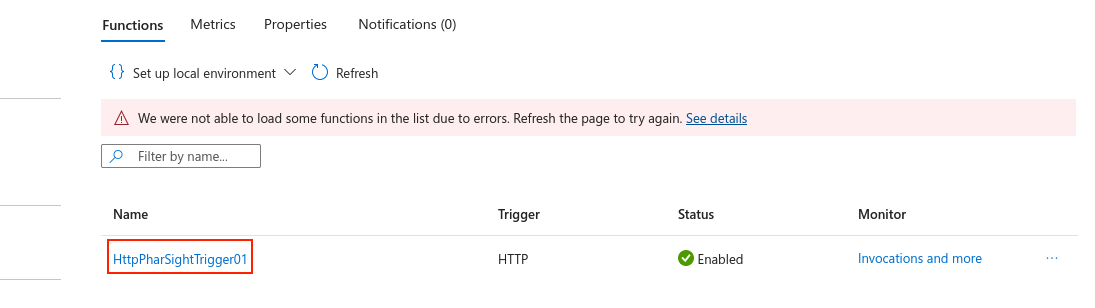 Functions Metrics Properties Notifications (0)
Set up local environment Refresh
We were not able to load some functions in the list due to errors. Refresh the page to try again. See details
Filter by name...
Name Trigger Status Monitor
HttpPharSightTrigger01 HTTP Enabled Invocations and more ...